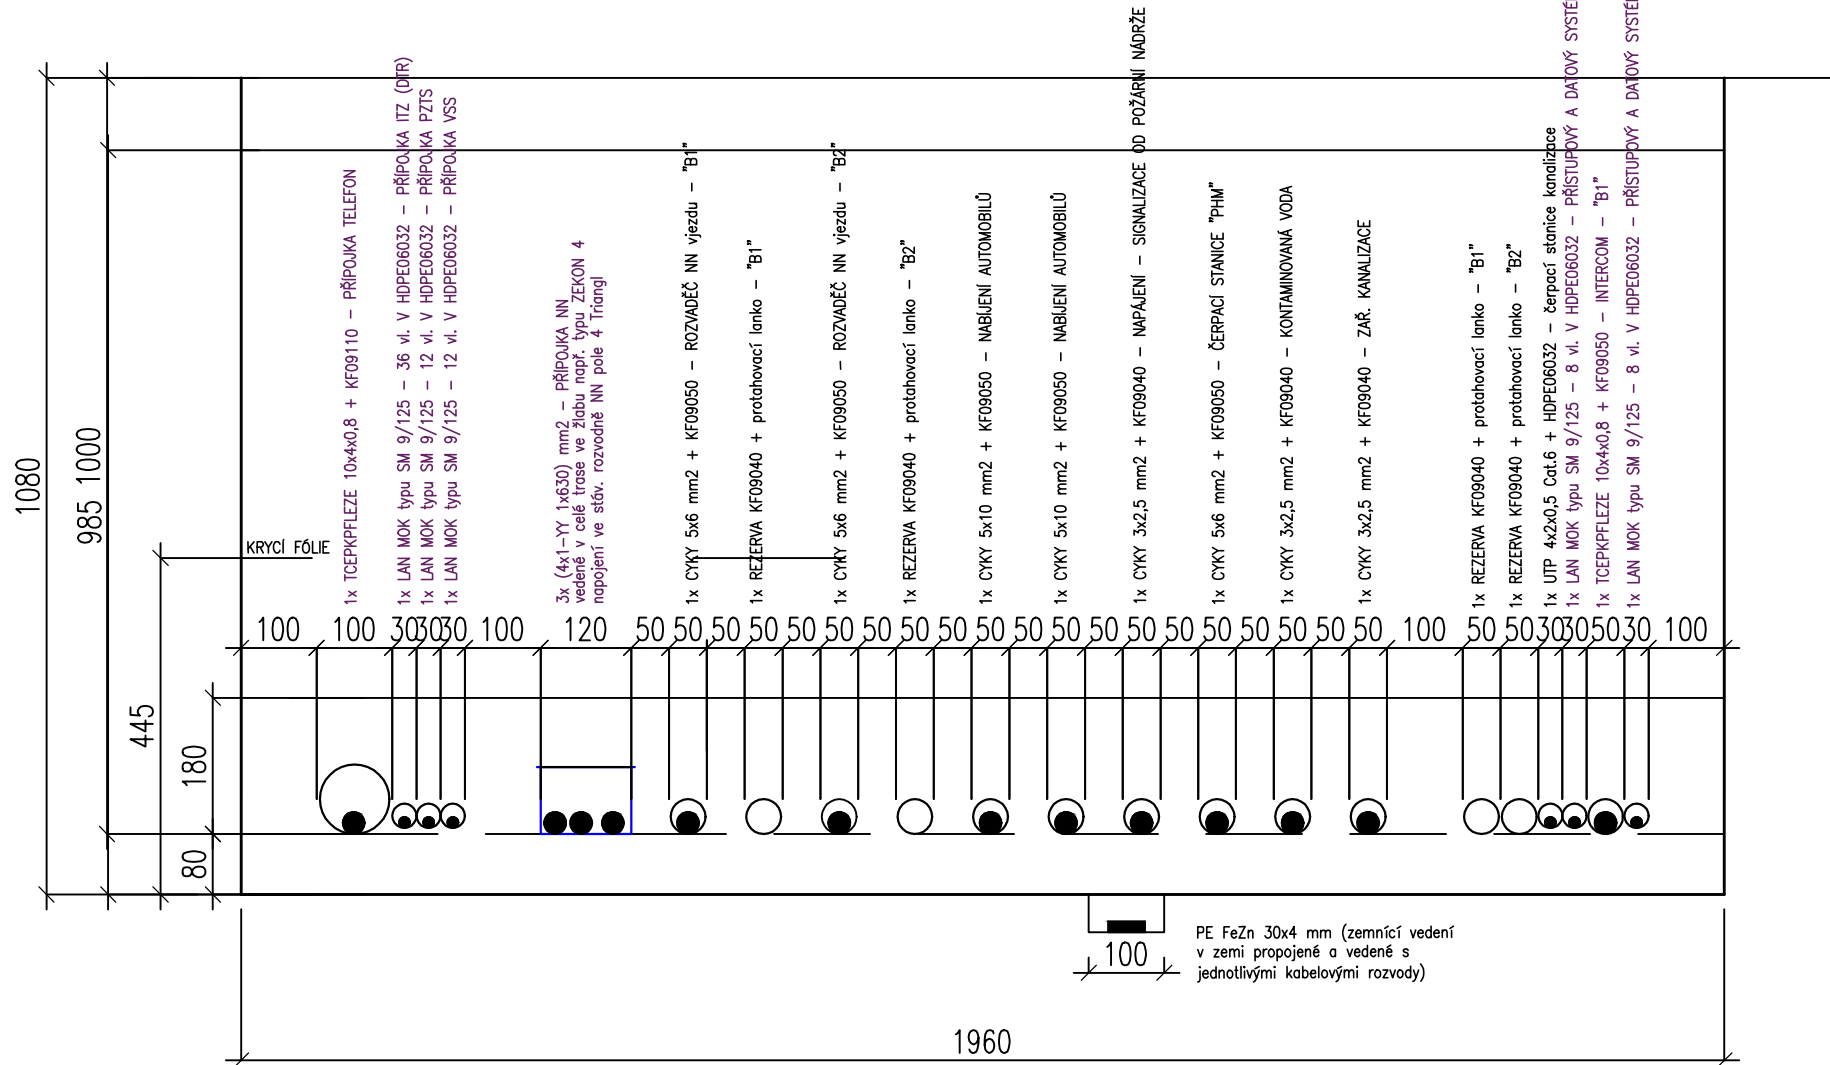 1x TCEPKPFLEZE 10x4x0,8 + KF09110 – PŘÍPOJKA TELEFON
1x LAN MOK typu SM 9/125 – 36 vl. V HDPE06032 – PŘÍPOJKA ITZ (DTR)
1x LAN MOK typu SM 9/125 – 12 vl. V HDPE06032 – PŘÍPOJKA PZTS
1x LAN MOK typu SM 9/125 – 12 vl. V HDPE06032 – PŘÍPOJKA VSS
3x (4x1–YY 1x630) mm2 – PŘÍPOJKA NN
vedené v celé trase ve žlabu např. typu ZEKON 4
napojení ve stáv. rozvodně NN pole 4 Triangl
1x CYKY 5x6 mm2 + KF09050 – ROZVADĚČ NN vjezdu – "B1"
1x REZERVA KF09040 + protahovací lanko – "B1"
1x CYKY 5x6 mm2 + KF09050 – ROZVADĚČ NN vjezdu – "B2"
1x REZERVA KF09040 + protahovací lanko – "B2"
1x CYKY 5x10 mm2 + KF09050 – NABÍJENÍ AUTOMOBILŮ
1x CYKY 5x10 mm2 + KF09050 – NABÍJENÍ AUTOMOBILŮ
1x CYKY 3x2,5 mm2 + KF09040 – NAPÁJENÍ – SIGNALIZACE OD POŽÁRNÍ NÁDRŽE
1x CYKY 5x6 mm2 + KF09050 – ČERPACÍ STANICE "PHM"
1x CYKY 3x2,5 mm2 + KF09040 – KONTAMINOVANÁ VODA
1x CYKY 3x2,5 mm2 + KF09040 – ZAŘ. KANALIZACE
1x REZERVA KF09040 + protahovací lanko – "B1"
1x REZERVA KF09040 + protahovací lanko – "B2"
1x UTP 4x2x0,5 Cat.6 + HDPE06032 – čerpací stanice kanalizace
1x LAN MOK typu SM 9/125 – 8 vl. V HDPE06032 – PŘÍSTUPOVÝ A DATOVÝ
1x TCEPKPFLEZE 10x4x0,8 + KF09050 – INTERCOM – "B1"
1x LAN MOK typu SM 9/125 – 8 vl. V HDPE06032 – PŘÍSTUPOVÝ A DATOVÝ
1080
985 1000
KRYCÍ FÓLIE
445
180
80
100 100 30 30 30 100 120 50 50 50 50 50 50 50 50 50 50 50 50 50 50 50 50 50 50 50 50 100 50 50 30 30 50 30 100
PE FeZn 30x4 mm (zemnící vedení
v zemi propojené a vedené s
jednotlivými kabelovými rozvody)
100
1960